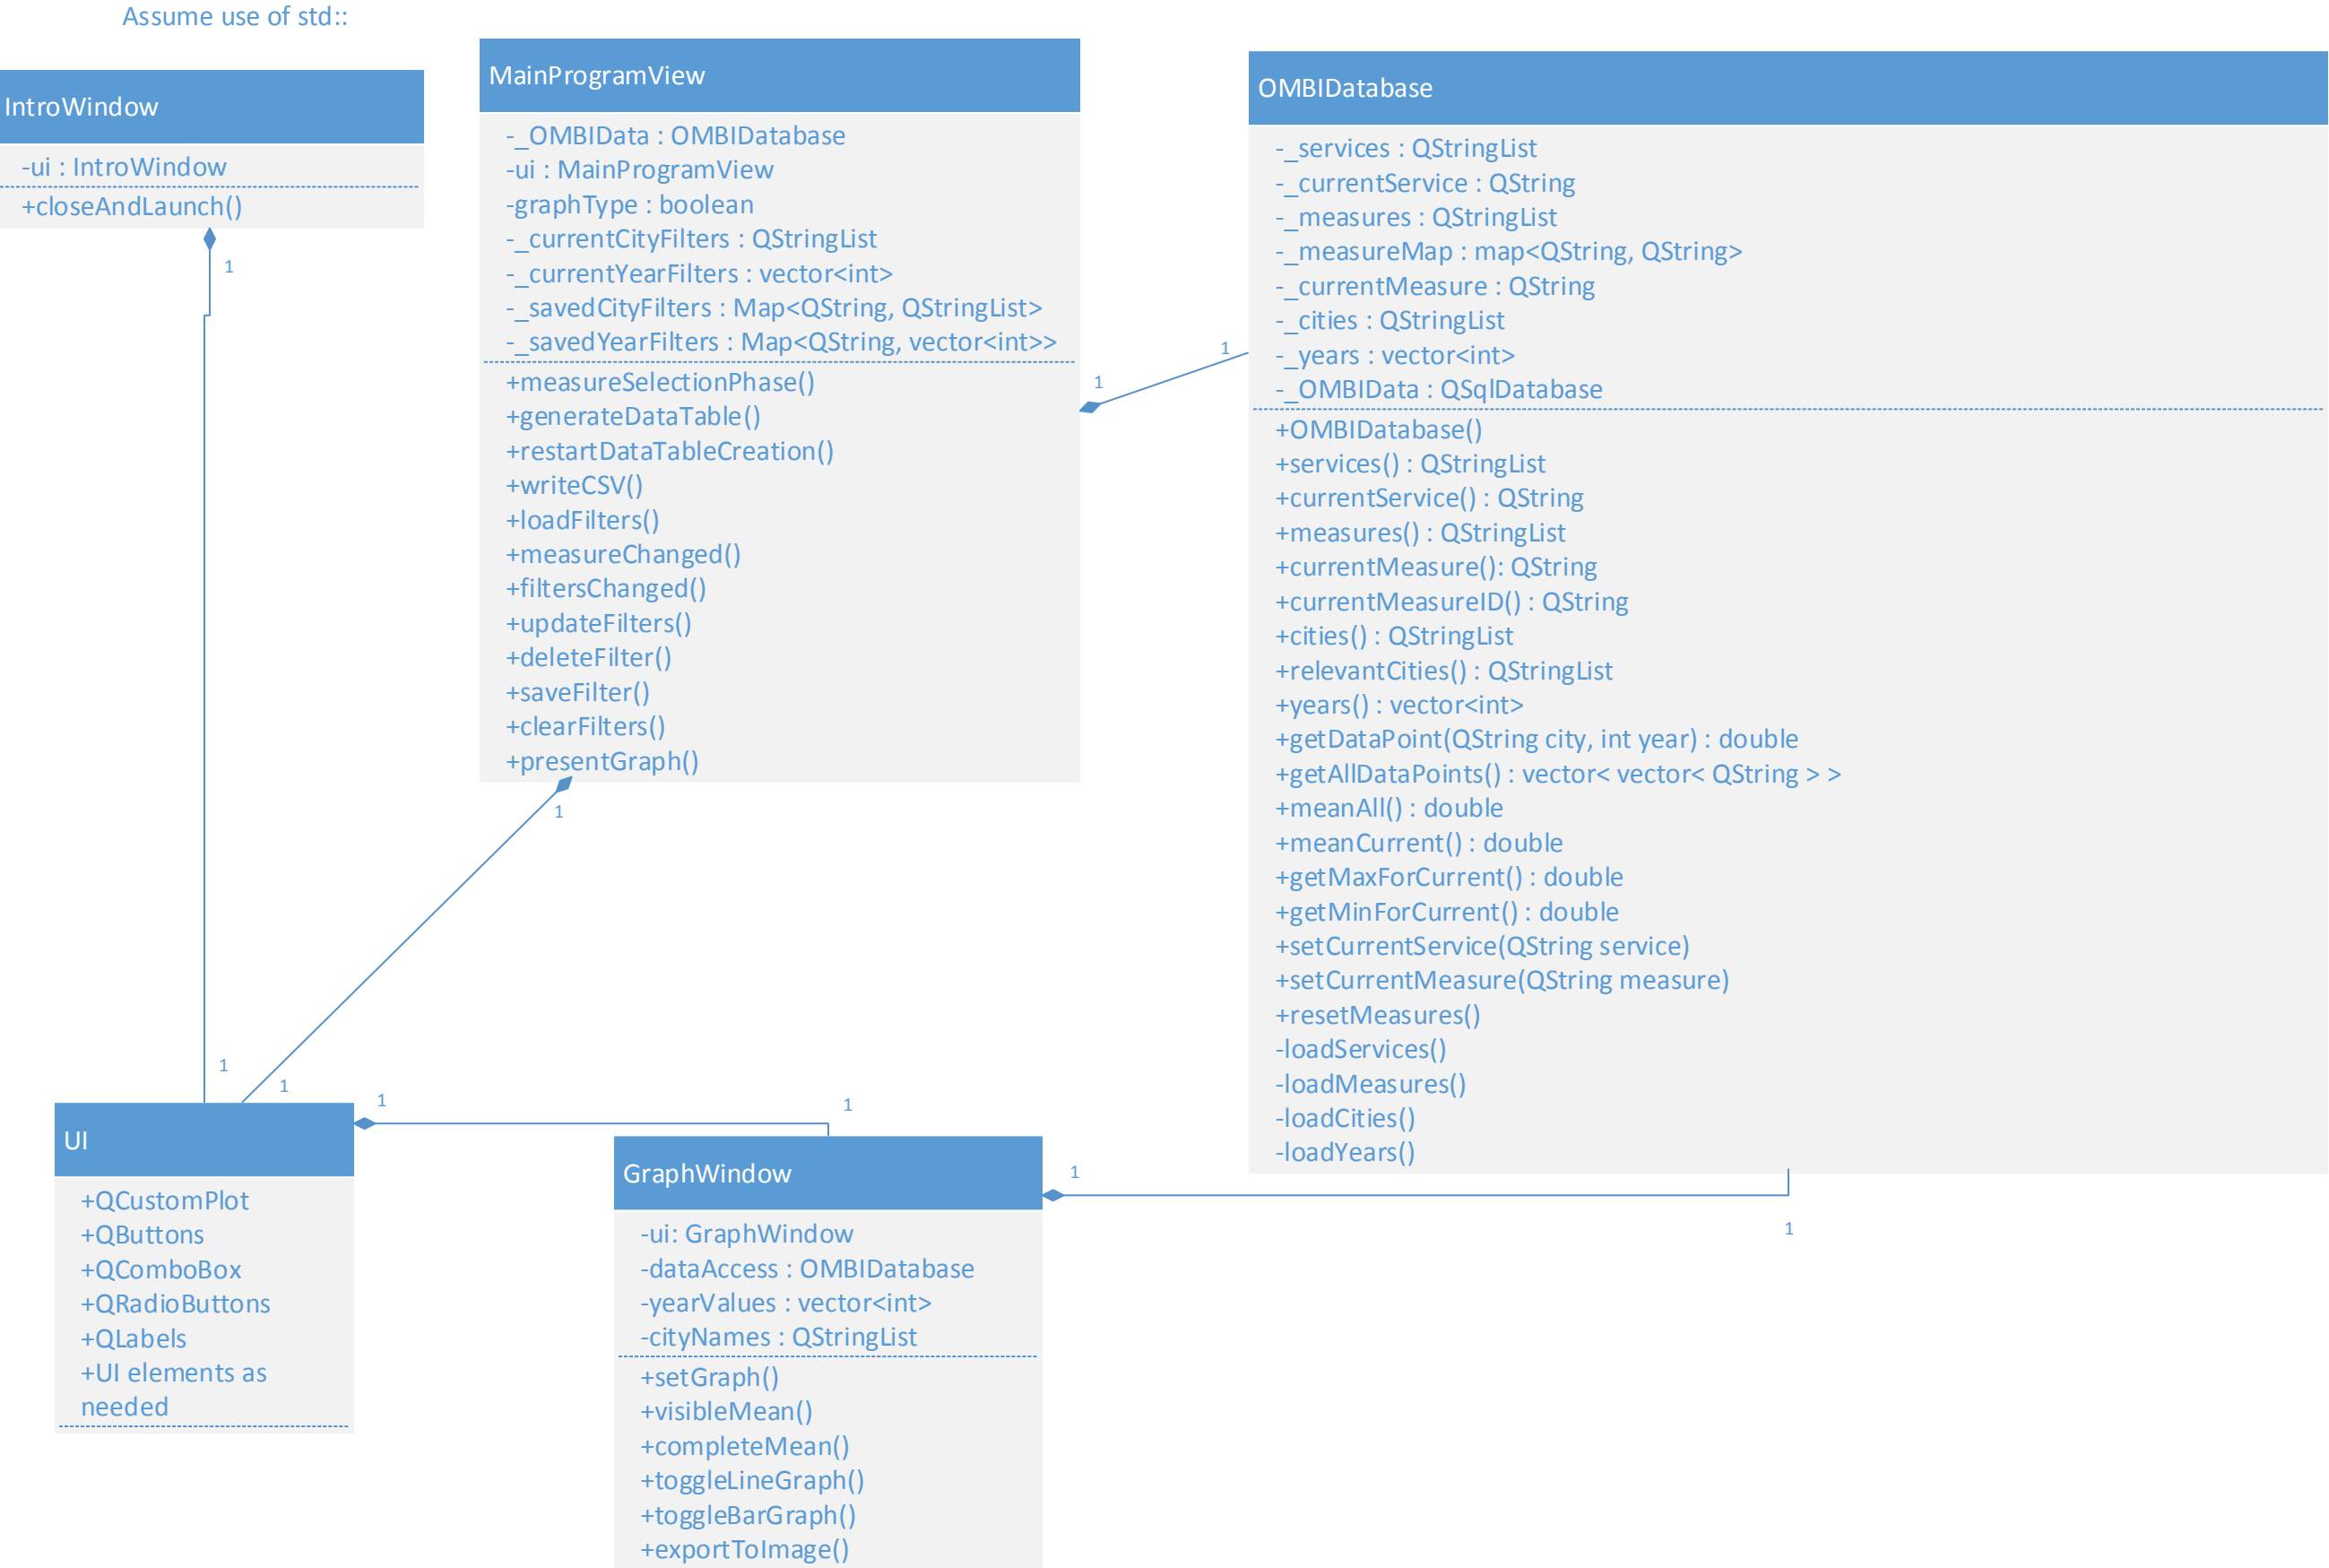 Assume use of std::
IntroWindow
-ui : IntroWindow
+closeAndLaunch()
1
MainProgramView
-_OMBIData : OMBIDatabase
-ui : MainProgramView
-graphType : boolean
-_currentCityFilters : QStringList
-_currentYearFilters : vector<int>
-_savedCityFilters : Map<QString, QStringList>
-_savedYearFilters : Map<QString, vector<int>>
+measureSelectionPhase()
+generateDataTable()
+restartDataTableCreation()
+writeCSV()
+loadFilters()
+measureChanged()
+filtersChanged()
+updateFilters()
+deleteFilter()
+saveFilter()
+clearFilters()
+presentGraph()
1
1
1
OMBIDatabase
-_services : QStringList
-_currentService : QString
-_measures : QStringList
-_measureMap : map<QString, QString>
-_currentMeasure : QString
-_cities : QStringList
-_years : vector<int>
-_OMBIData : QSqlDatabase
+OMBIDatabase()
+services() : QStringList
+currentService() : QString
+measures() : QStringList
+currentMeasure(): QString
+currentMeasureID() : QString
+cities() : QStringList
+relevantCities() : QStringList
+years() : vector<int>
+getDataPoint(QString city, int year) : double
+getAllDataPoints() : vector< vector< QString > >
+meanAll() : double
+meanCurrent() : double
+getMaxForCurrent() : double
+getMinForCurrent() : double
+setCurrentService(QString service)
+setCurrentMeasure(QString measure)
+resetMeasures()
-loadServices()
-loadMeasures()
-loadCities()
-loadYears()
1
1
1
1
UI
+QCustomPlot
+QButtons
+QComboBox
+QRadioButtons
+QLabels
+UI elements as
needed
GraphWindow
-ui: GraphWindow
-dataAccess : OMBIDatabase
-yearValues : vector<int>
-cityNames : QStringList
+setGraph()
+visibleMean()
+completeMean()
+toggleLineGraph()
+toggleBarGraph()
+exportToImage()
1
1